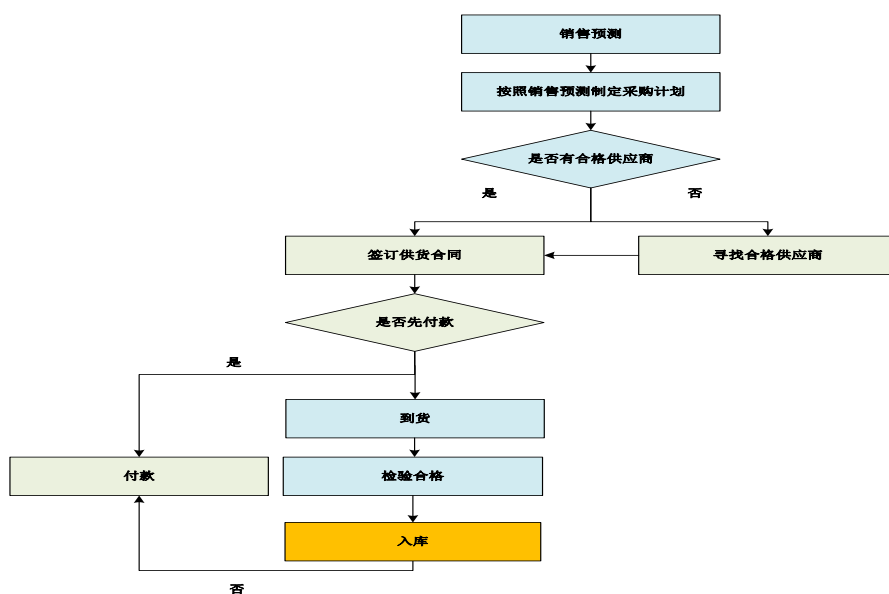 销售预测
按照销售预测制定采购计划
是否有合格供应商
是
否
签订供货合同
寻找合格供应商
是否先付款
是
到货
付款
检验合格
入库
否